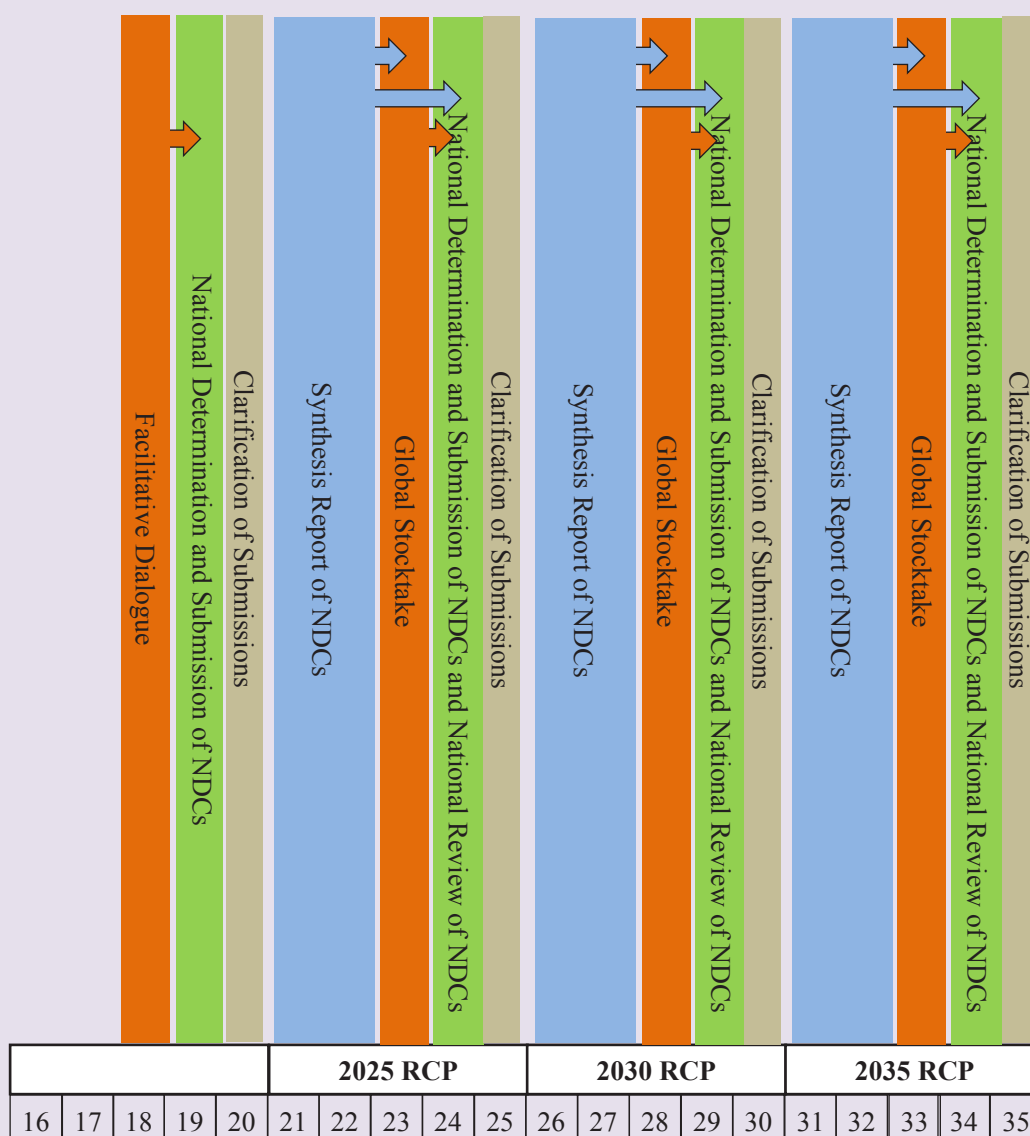 Facilitative Dialogue
National Determination and Submission of NDCs
Clarification of Submissions
Synthesis Report of NDCs
Global Stocktake
National Determination and Submission of NDCs and National Review of NDCs
Clarification of Submissions
Synthesis Report of NDCs
Global Stocktake
National Determination and Submission of NDCs and National Review of NDCs
Clarification of Submissions
Synthesis Report of NDCs
Global Stocktake
National Determination and Submission of NDCs and National Review of NDCs
Clarification of Submissions
2025 RCP 2030 RCP 2035 RCP
16 17 18 19 20 21 22 23 24 25 26 27 28 29 30 31 32 33 34 35